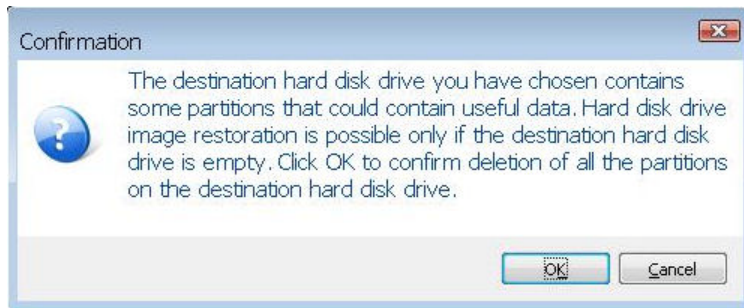 Confirmation
The destination hard disk drive you have chosen contains
some partitions that could contain useful data. Hard disk drive
image restoration is possible only if the destination hard disk
drive is empty. Click OK to confirm deletion of all the partitions
on the destination hard disk drive.
OK
Cancel